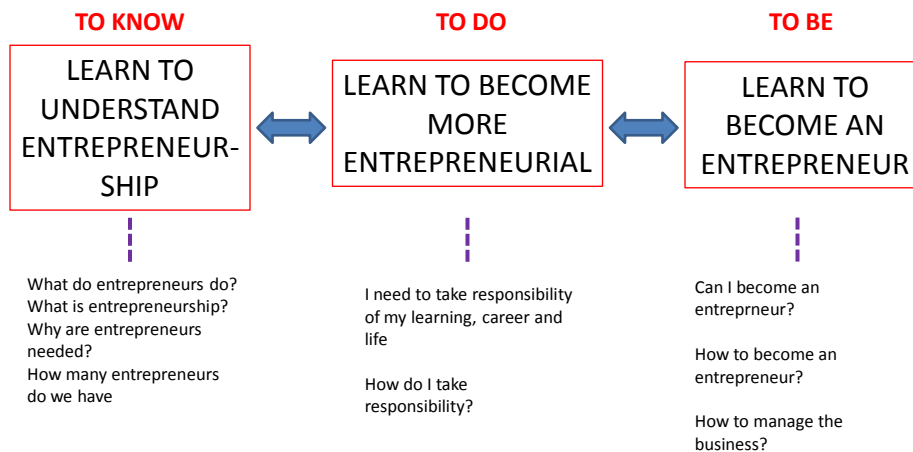 TO KNOW
LEARN TO
UNDERSTAND
ENTREPRENEUR-
SHIP
What do entrepreneurs do?
What is entrepreneurship?
Why are entrepreneurs
needed?
How many entrepreneurs
do we have
TO DO
LEARN TO BECOME
MORE
ENTREPRENEURIAL
I need to take responsibility
of my learning, career and
life
How do I take
responsibility?
TO BE
LEARN TO
BECOME AN
ENTREPRENEUR
Can I become an
entreprneur?
How to become an
entrepreneur?
How to manage the
business?